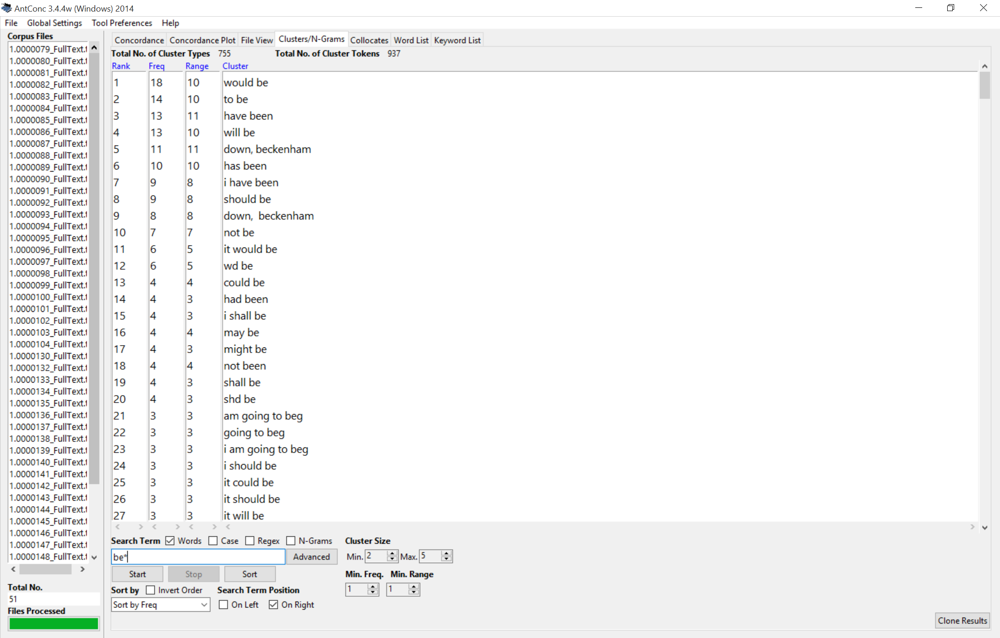 AntConc 3.4.4w (Windows) 2014
File Global Settings Tool Preferences Help
Corpus Files
1.0000079_FullText.t
1.0000080_FullText.t
1.0000081_FullText.t
1.0000082_FullText.t
1.0000083_FullText.t
1.0000084_FullText.t
1.0000085_FullText.t
1.0000086_FullText.t
1.0000087_FullText.t
1.0000088_FullText.t
1.0000089_FullText.t
1.0000090_FullText.t
1.0000091_FullText.t
1.0000092_FullText.t
1.0000093_FullText.t
1.0000094_FullText.t
1.0000095_FullText.t
1.0000096_FullText.t
1.0000097_FullText.t
1.0000098_FullText.t
1.0000099_FullText.t
1.0000100_FullText.t
1.0000101_FullText.t
1.0000102_FullText.t
1.0000103_FullText.t
1.0000104_FullText.t
1.0000130_FullText.t
1.0000132_FullText.t
1.0000133_FullText.t
1.0000134_FullText.t
1.0000135_FullText.t
1.0000136_FullText.t
1.0000137_FullText.t
1.0000138_FullText.t
1.0000139_FullText.t
1.0000140_FullText.t
1.0000141_FullText.t
1.0000142_FullText.t
1.0000143_FullText.t
1.0000144_FullText.t
1.0000145_FullText.t
1.0000146_FullText.t
1.0000147_FullText.t
1.0000148_FullText.t
Total No.
51
Files Processed
Concordance Concordance Plot File View Clusters/N-Grams Collocates Word List Keyword List
Total No. of Cluster Types 755 Total No. of Cluster Tokens 937
Rank Freq Range Cluster
1 18 10 would be
2 14 10 to be
3 13 11 have been
4 13 10 will be
5 11 11 down, beckenham
6 10 10 has been
7 9 8 i have been
8 9 8 should be
9 8 8 down,  beckenham
10 7 7 not be
11 6 5 it would be
12 6 5 wd be
13 4 4 could be
14 4 3 had been
15 4 3 i shall be
16 4 4 may be
17 4 3 might be
18 4 4 not been
19 4 3 shall be
20 4 3 shd be
21 3 3 am going to beg
22 3 3 going to beg
23 3 3 i am going to beg
24 3 3 i should be
25 3 3 it could be
26 3 3 it should be
27 3 3 it will be
Search Term Words Case Regex N-Grams Cluster Size
be* Advanced Min. 2 Max. 5
Start Stop Sort Min. Freq. Min. Range
Sort by Invert Order Search Term Position 1 1
Sort by Freq On Left On Right
Clone Results